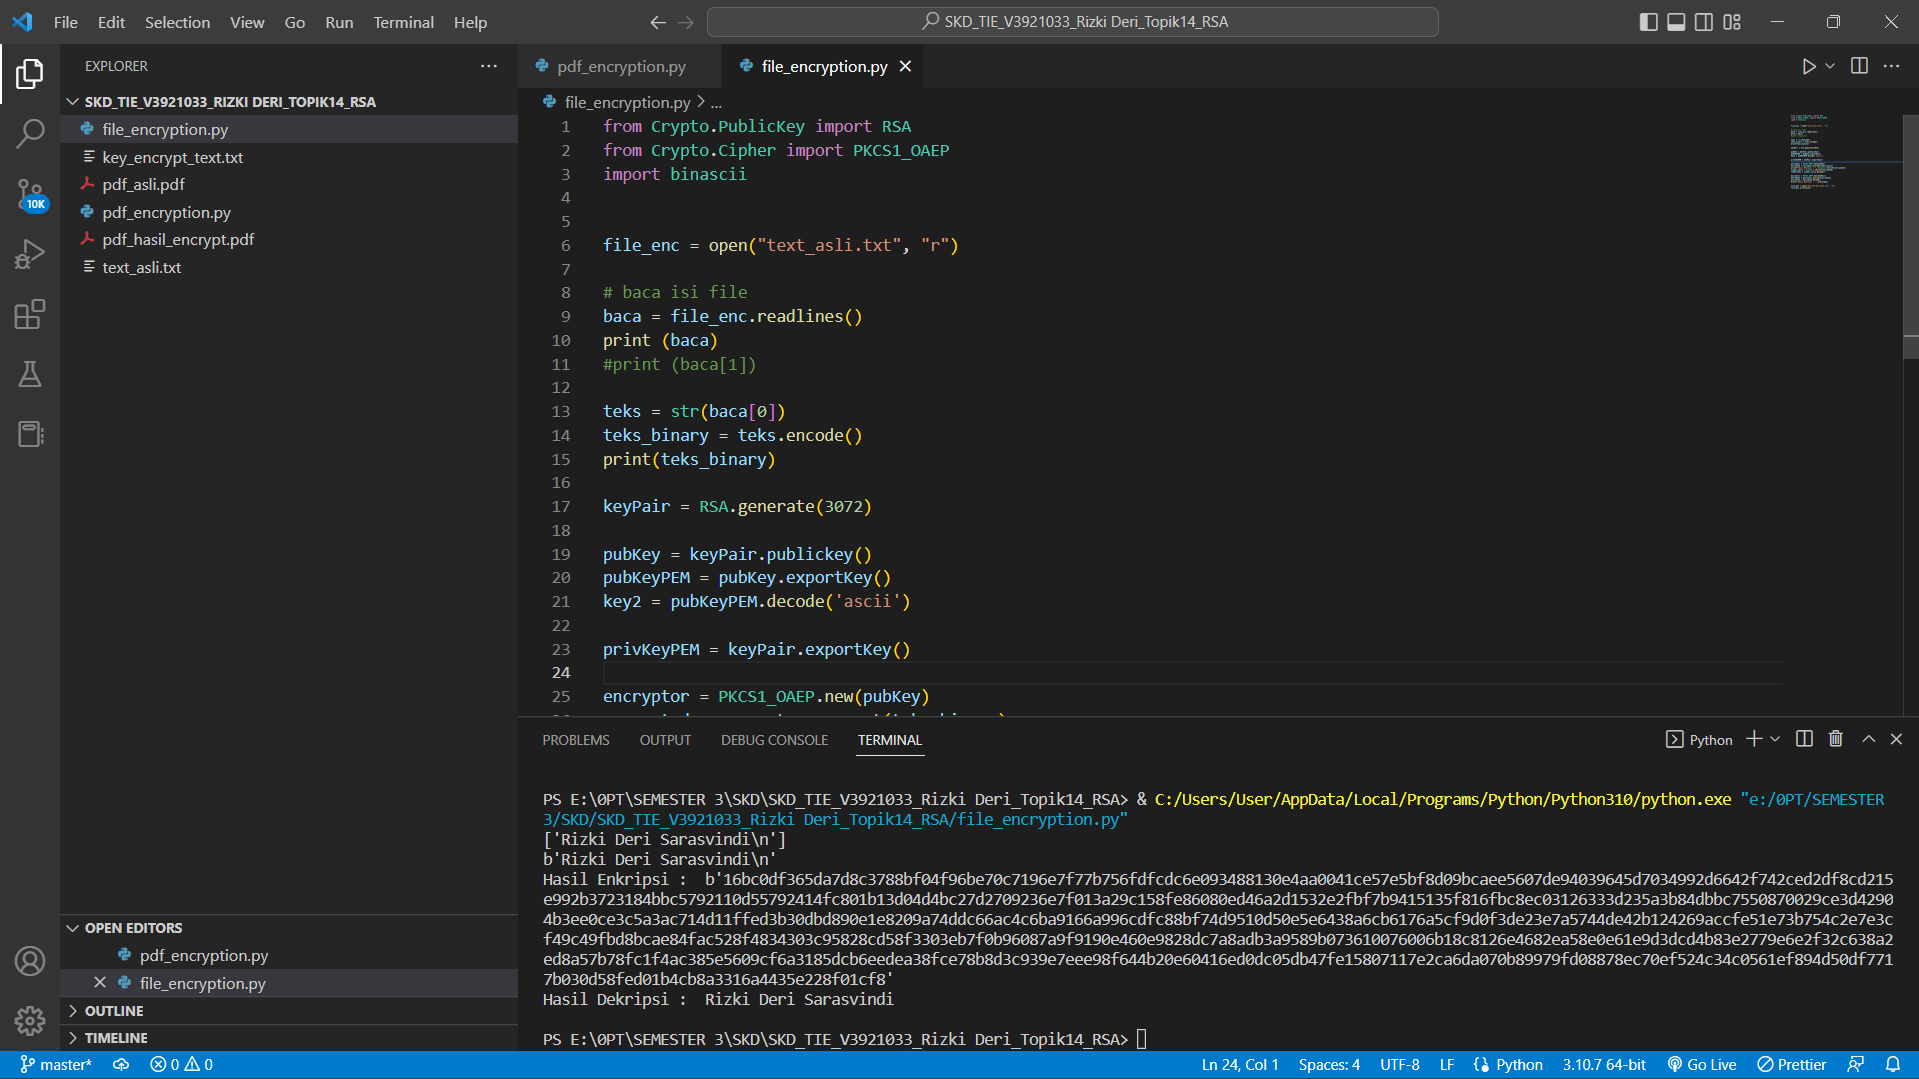 File Edit Selection View Go Run Terminal Help
SKD_TIE_V3921033_Rizki Deri_Topik14_RSA
EXPLORER
SKD_TIE_V3921033_RIZKI DERI_TOPIK14_RSA
file_encryption.py
key_encrypt_text.txt
pdf_asli.pdf
pdf_encryption.py
pdf_hasil_encrypt.pdf
text_asli.txt
10K
OPEN EDITORS
pdf_encryption.py
file_encryption.py
OUTLINE
TIMELINE
pdf_encryption.py file_encryption.py
file_encryption.py > ...
1 from Crypto.PublicKey import RSA
2 from Crypto.Cipher import PKCS1_OAEP
3 import binascii
4
5
6 file_enc = open("text_asli.txt", "r")
7
8 # baca isi file
9 baca = file_enc.readlines()
10 print (baca)
11 #print (baca[1])
12
13 teks = str(baca[0])
14 teks_binary = teks.encode()
15 print(teks_binary)
16
17 keyPair = RSA.generate(3072)
18
19 pubKey = keyPair.publickey()
20 pubKeyPEM = pubKey.exportKey()
21 key2 = pubKeyPEM.decode('ascii')
22
23 privKeyPEM = keyPair.exportKey()
24
25 encryptor = PKCS1_OAEP.new(pubKey)
PROBLEMS OUTPUT DEBUG CONSOLE TERMINAL
Python
PS E:\0PT\SEMESTER 3\SKD\SKD_TIE_V3921033_Rizki Deri_Topik14_RSA> & C:/Users/User/AppData/Local/Programs/Python/Python310/python.exe "e:/0PT/SEMESTER
3/SKD/SKD_TIE_V3921033_Rizki Deri_Topik14_RSA/file_encryption.py"
['Rizki Deri Sarasvindi\n']
b'Rizki Deri Sarasvindi\n'
Hasil Enkripsi :  b'16bc0df365da7d8c3788bf04f96be70c7196e7f77b756fdfcdc6e093488130e4aa0041ce57e5bf8d09bcaee5607de94039645d7034992d6642f742ced2df8cd215
e992b3723184bbc5792110d55792414fc801b13d04d4bc27d2709236e7f013a29c158fe86080ed46a2d1532e2fbf7b9415135f816fbc8ec03126333d235a3b84dbbc7550870029ce3d4290
4b3ee0ce3c5a3ac714d11ffed3b30dbd890e1e8209a74ddc66ac4c6ba9166a996cdfc88bf74d9510d50e5e6438a6cb6176a5cf9d0f3de23e7a5744de42b124269accfe51e73b754c2e7e3c
f49c49fbd8bcae84fac528f4834303c95828cd58f3303eb7f0b96087a9f9190e460e9828dc7a8adb3a9589b073610076006b18c8126e4682ea58e0e61e9d3dcd4b83e2779e6e2f32c638a2
ed8a57b78fc1f4ac385e5609cf6a3185dcb6eedea38fce78b8d3c939e7eee98f644b20e60416ed0dc05db47fe15807117e2ca6da070b89979fd08878ec70ef524c34c0561ef894d50df771
7b030d58fed01b4cb8a3316a4435e228f01cf8'
Hasil Dekripsi :  Rizki Deri Sarasvindi
PS E:\0PT\SEMESTER 3\SKD\SKD_TIE_V3921033_Rizki Deri_Topik14_RSA>
master* 0 0 Ln 24, Col 1 Spaces: 4 UTF-8 LF Python 3.10.7 64-bit Go Live Prettier